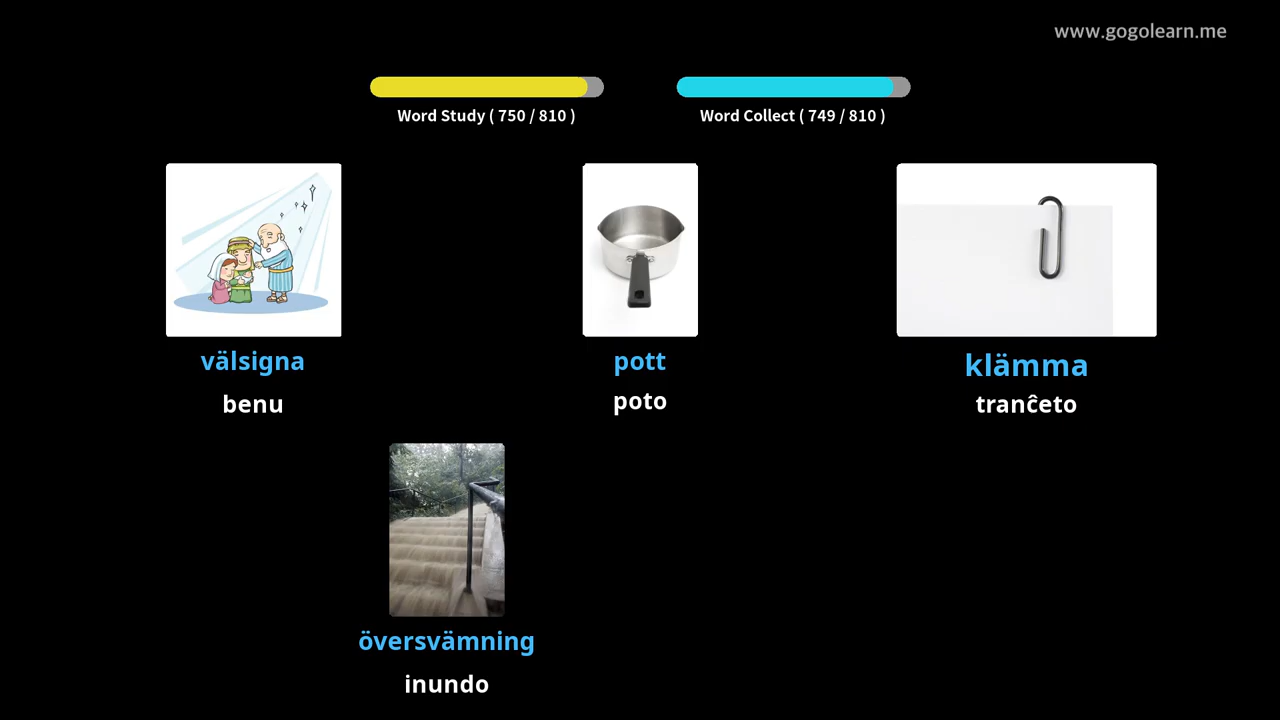 www.gogolearn.me
Word Study ( 750 / 810 )
Word Collect ( 749 / 810 )
välsigna
benu
pott
poto
klämma
tranĉeto
översvämning
inundo